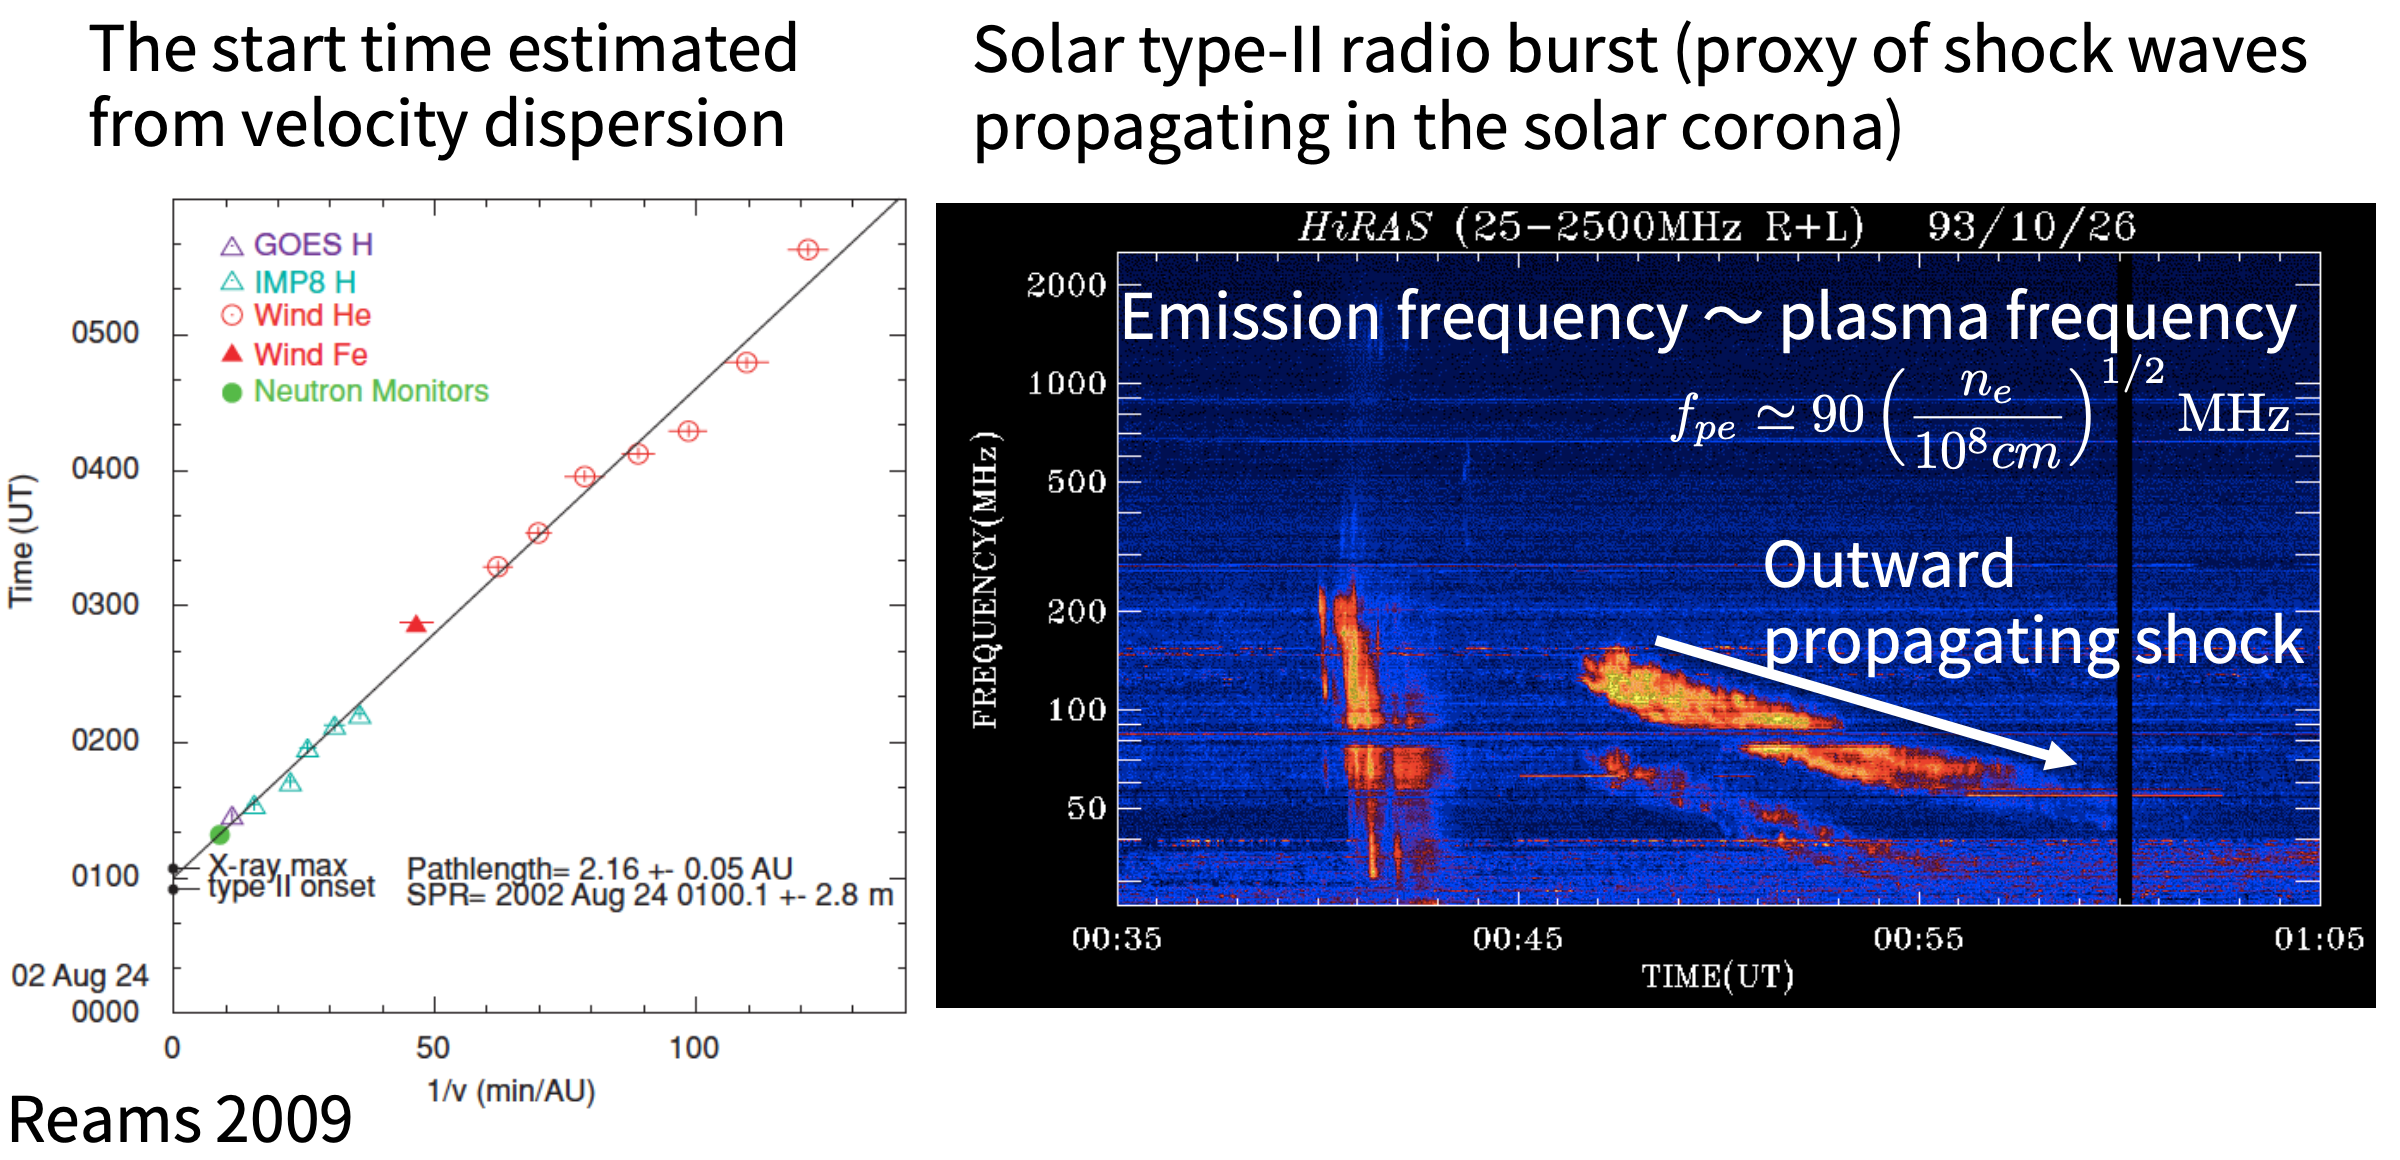 The start time estimated
from velocity dispersion
Solar type-II radio burst (proxy of shock waves
propagating in the solar corona)
GOES H
IMP8 H
Wind He
Wind Fe
Neutron Monitors
0500
0400
0300
0200
0100
02 Aug 24
0000
Time (UT)
X-ray max
type II onset
Pathlength= 2.16 +- 0.05 AU
SPR= 2002 Aug 24 0100.1 +- 2.8 m
0
50
100
1/v (min/AU)
Reams 2009
HiRAS (25-2500MHz R+L) 93/10/26
Emission frequency ～ plasma frequency
f_{pe} ≃ 90 (n_e / 10^8 cm)^{1/2} MHz
Outward
propagating shock
2000
1000
500
200
100
50
FREQUENCY(MHz)
00:35
00:45
00:55
01:05
TIME(UT)